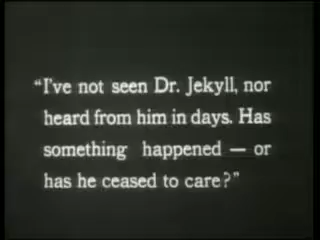 "I've not seen Dr. Jekyll, nor
heard from him in days. Has
something happened — or
has he ceased to care?"